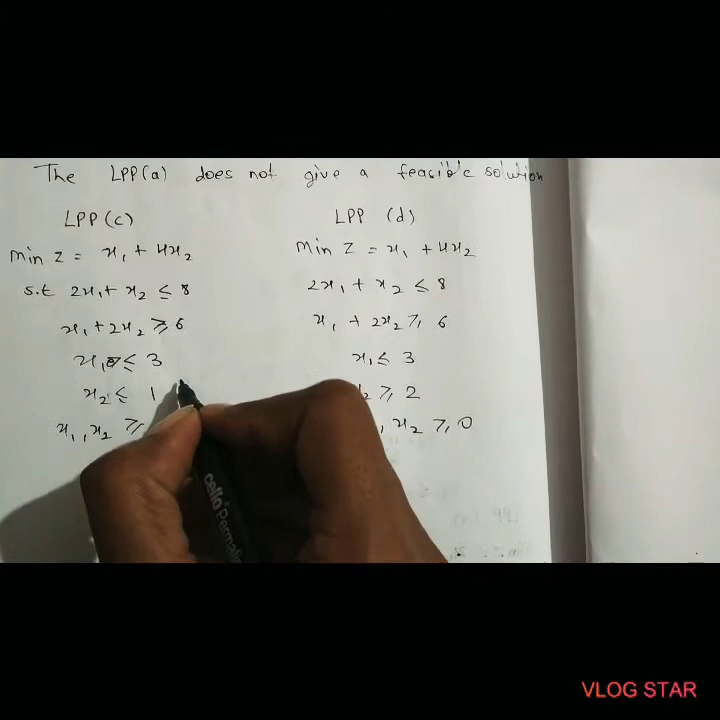 The LPP(a) does not give a feasible solution
LPP(c)
min z = x₁ + 4x₂
s.t 2x₁ + x₂ ≤ 8
x₁ + 2x₂ ≥ 6
x₁ ≤ 3
x₂ ≤ 1
x₁, x₂ ≥
LPP (d)
min z = x₁ + 4x₂
2x₁ + x₂ ≤ 8
x₁ + 2x₂ ≥ 6
x₁ ≤ 3
≥ 2
, x₂ ≥ 0
cello
VLOG STAR